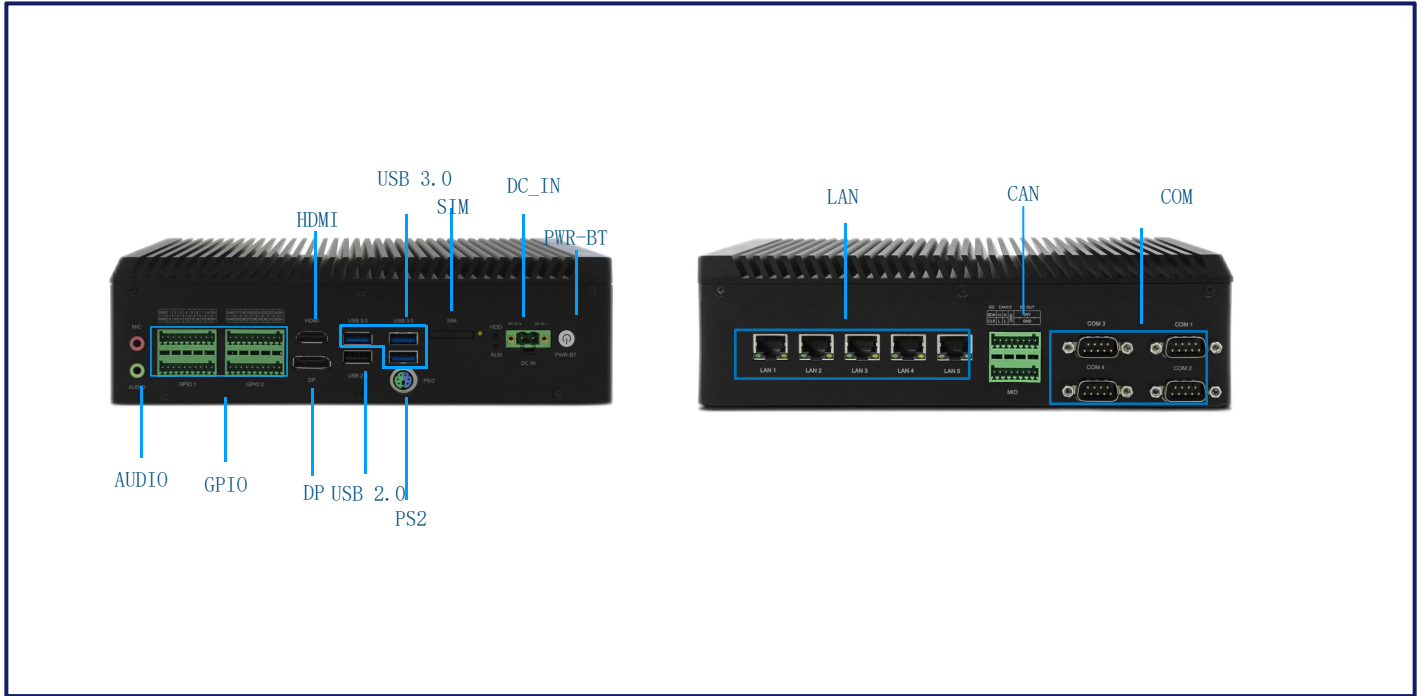 USB 3.0
SIM
DC_IN
HDMI
PWR-BT
MIC
HDMI
USB 3.0
USB 3.0
SIM
HDD
ALM
DC IN
PWR-BT
AUDIO
GPIO 1
GPIO 2
DP
USB 2
PS/2
AUDIO
GPIO
DP
USB 2.0
PS2
LAN
CAN
COM
COM 3
COM 1
LAN 1
LAN 2
LAN 3
LAN 4
LAN 5
COM 4
COM 2
MIO